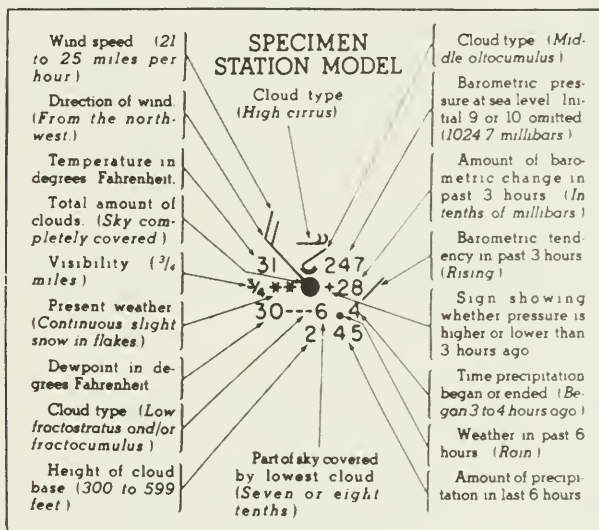 SPECIMEN
STATION MODEL
Wind speed (21
to 25 miles per
hour)
Direction of wind.
(From the north-
west.)
Temperature in
degrees Fahrenheit.
Total amount of
clouds. (Sky com-
pletely covered)
Visibility (3/4
miles)
Present weather
(Continuous slight
snow in flakes.)
Dewpoint in de-
grees Fahrenheit
Cloud type (Low
fractostratus and/or
fractocumulus)
Height of cloud
base (300 to 599
feet)
Cloud type
(High cirrus)
31 247
3/4 ** +28
30---6 .4
2 45
Part of sky covered
by lowest cloud
(Seven or eight
tenths)
Cloud type (Mid-
dle oltocumulus)
Barometric pres-
sure at sea level Ini-
tial 9 or 10 omitted
(1024 7 millibars)
Amount of baro-
metric change in
past 3 hours (In
tenths of millibars)
Barometric tend-
ency in past 3 hours
(Rising)
Sign showing
whether pressure is
higher or lower than
3 hours ago
Time precipitation
began or ended (Be-
gan 3 to 4 hours ago)
Weather in past 6
hours (Rain)
Amount of precipi-
tation in last 6 hours